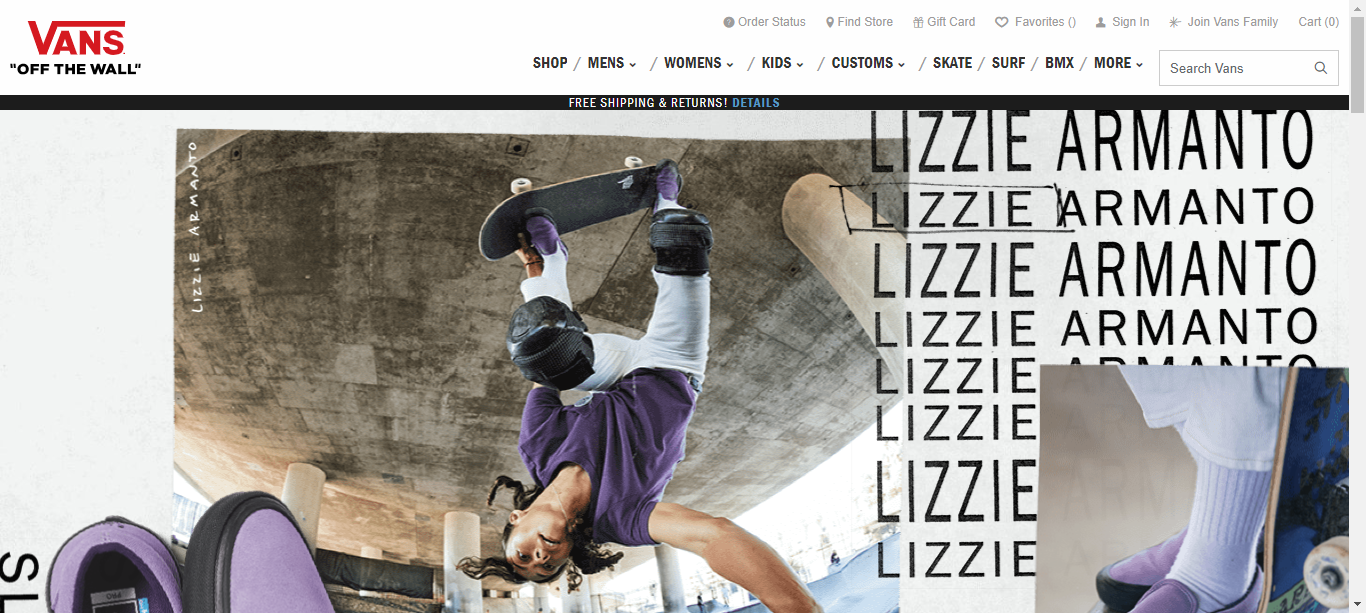 Order Status Find Store Gift Card Favorites () Sign In Join Vans Family Cart (0)
VANS
"OFF THE WALL"
SHOP / MENS / WOMENS / KIDS / CUSTOMS / SKATE / SURF / BMX / MORE
Search Vans
FREE SHIPPING & RETURNS! DETAILS
LIZZIE ARMANTO
LIZZIE ARMANTO
LIZZIE ARMANTO
LIZZIE ARMANTO
LIZZIE ARMANTO
LIZZIE ARMANTO
LIZZIE
LIZZIE
LIZZIE